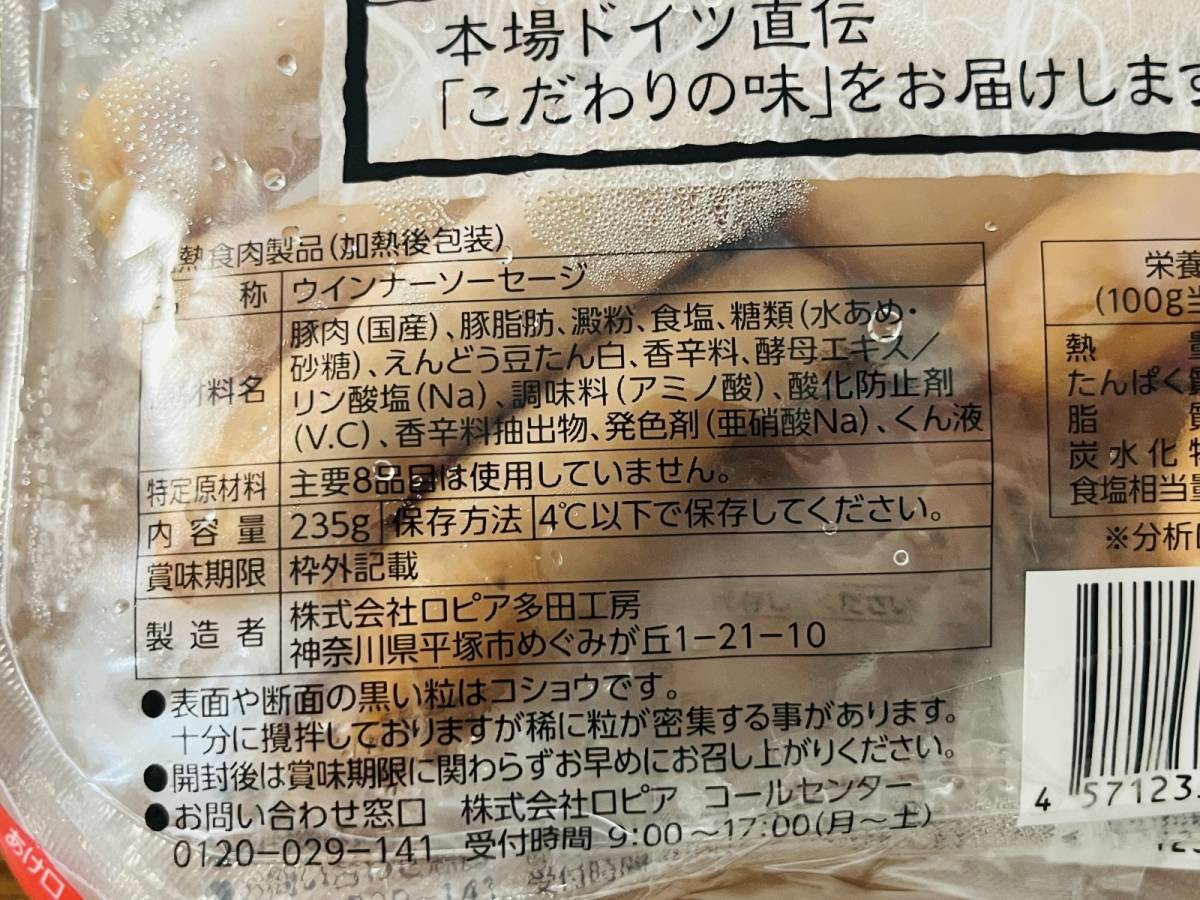 本場ドイツ直伝
「こだわりの味」をお届けします
熱食肉製品(加熱後包装)
称 ウインナーソーセージ
材料名 豚肉(国産)、豚脂肪、澱粉、食塩、糖類(水あめ・
砂糖)、えんどう豆たん白、香辛料、酵母エキス/
リン酸塩(Na)、調味料(アミノ酸)、酸化防止剤
(V.C)、香辛料抽出物、発色剤(亜硝酸Na)、くん液
特定原材料 主要8品目は使用していません。
内容量 235g 保存方法 4℃以下で保存してください。
賞味期限 枠外記載
製造者 株式会社ロピア多田工房
神奈川県平塚市めぐみが丘1-21-10
●表面や断面の黒い粒はコショウです。
十分に攪拌しておりますが稀に粒が密集する事があります。
●開封後は賞味期限に関わらずお早めにお召し上がりください。
●お問い合わせ窓口 株式会社ロピア コールセンター
0120-029-141 受付時間 9:00~17:00(月~土)
栄養
(100g当
熱
たんぱく
脂
炭水化物
食塩相当量
※分析
4 571233
あけ口